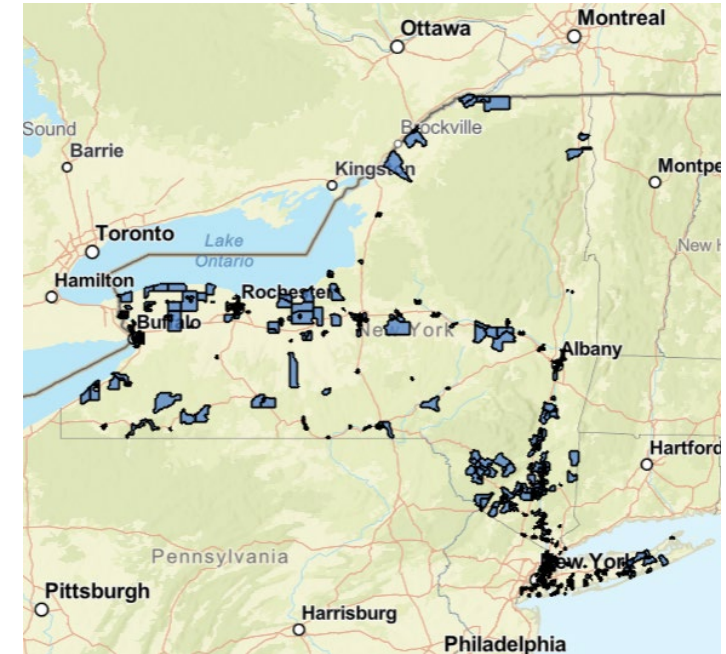 Montreal
Ottawa
Sound
Brockville
Barrie
Kingston
Montpe
Toronto
Lake
Ontario
New H
Hamilton
Rochester
Buffalo
New York
Albany
Hartford
Pennsylvania
New York
Pittsburgh
Harrisburg
Philadelphia